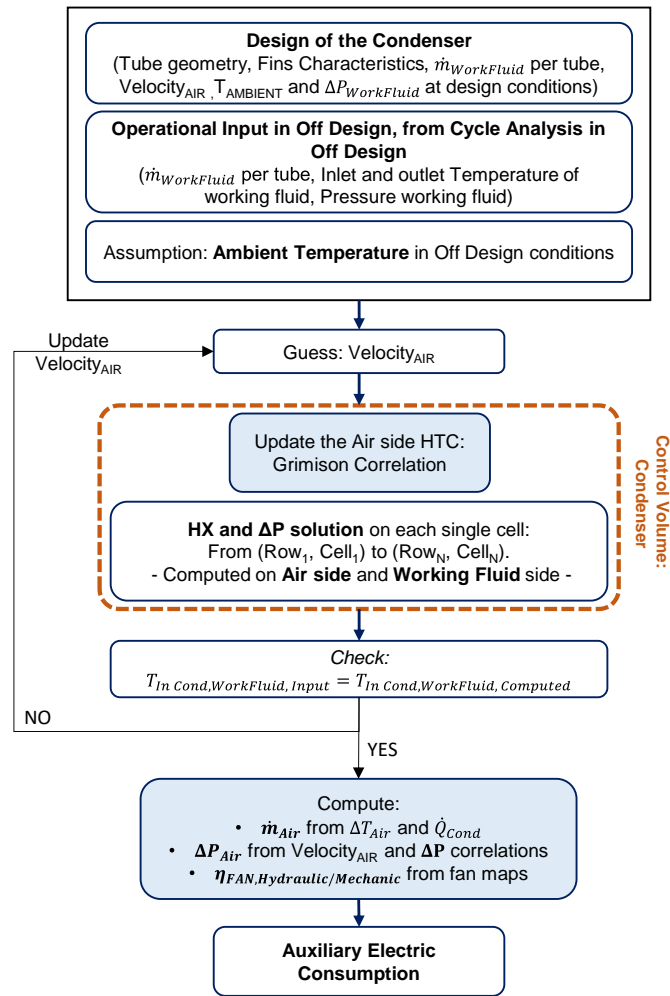 Design of the Condenser
(Tube geometry, Fins Characteristics, ṁ_WorkFluid per tube,
Velocity_AIR ,T_AMBIENT and ΔP_WorkFluid at design conditions)
Operational Input in Off Design, from Cycle Analysis in
Off Design
(ṁ_WorkFluid per tube, Inlet and outlet Temperature of
working fluid, Pressure working fluid)
Assumption: Ambient Temperature in Off Design conditions
Update
Velocity_AIR
Guess: Velocity_AIR
Update the Air side HTC:
Grimison Correlation
HX and ΔP solution on each single cell:
From (Row_1, Cell_1) to (Row_N, Cell_N).
- Computed on Air side and Working Fluid side -
Control Volume:
Condenser
Check:
T_In Cond,WorkFluid,Input = T_In Cond,WorkFluid,Computed
NO
YES
Compute:
• ṁ_Air from ΔT_Air and Q̇_Cond
• ΔP_Air from Velocity_AIR and ΔP correlations
• η_FAN,Hydraulic/Mechanic from fan maps
Auxiliary Electric
Consumption